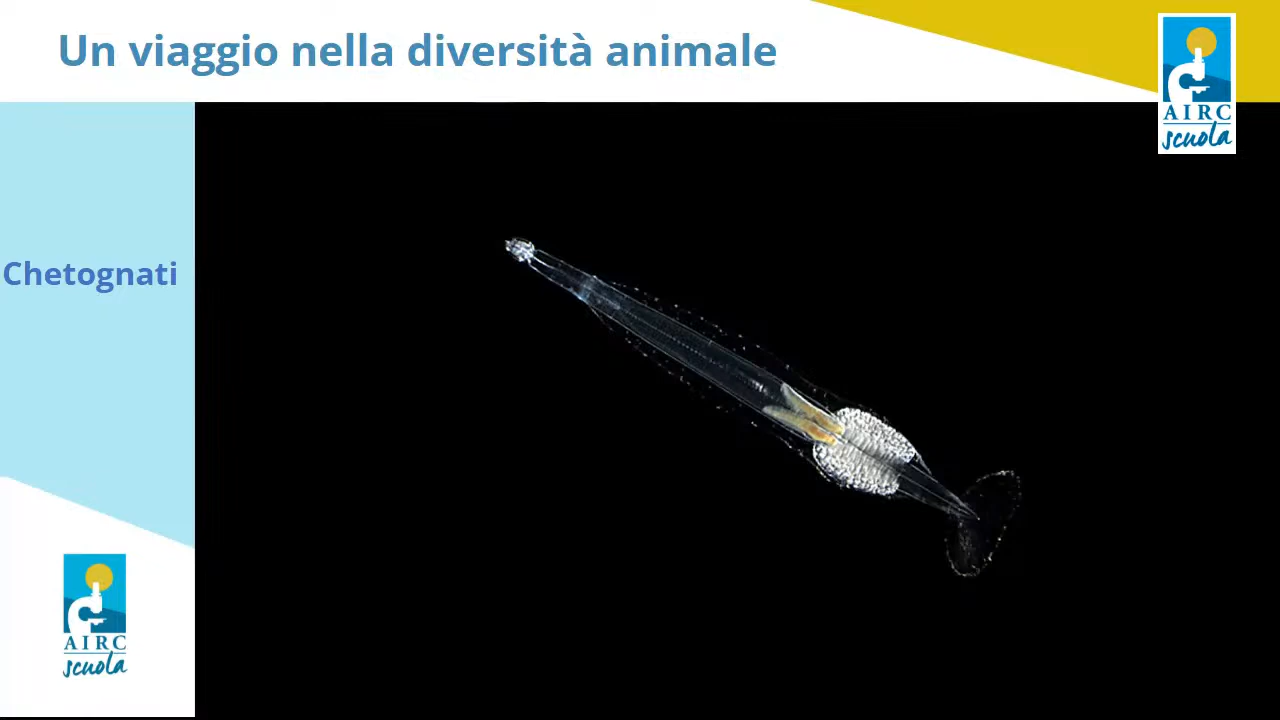 Un viaggio nella diversità animale
AIRC
scuola
Chetognati
AIRC
scuola